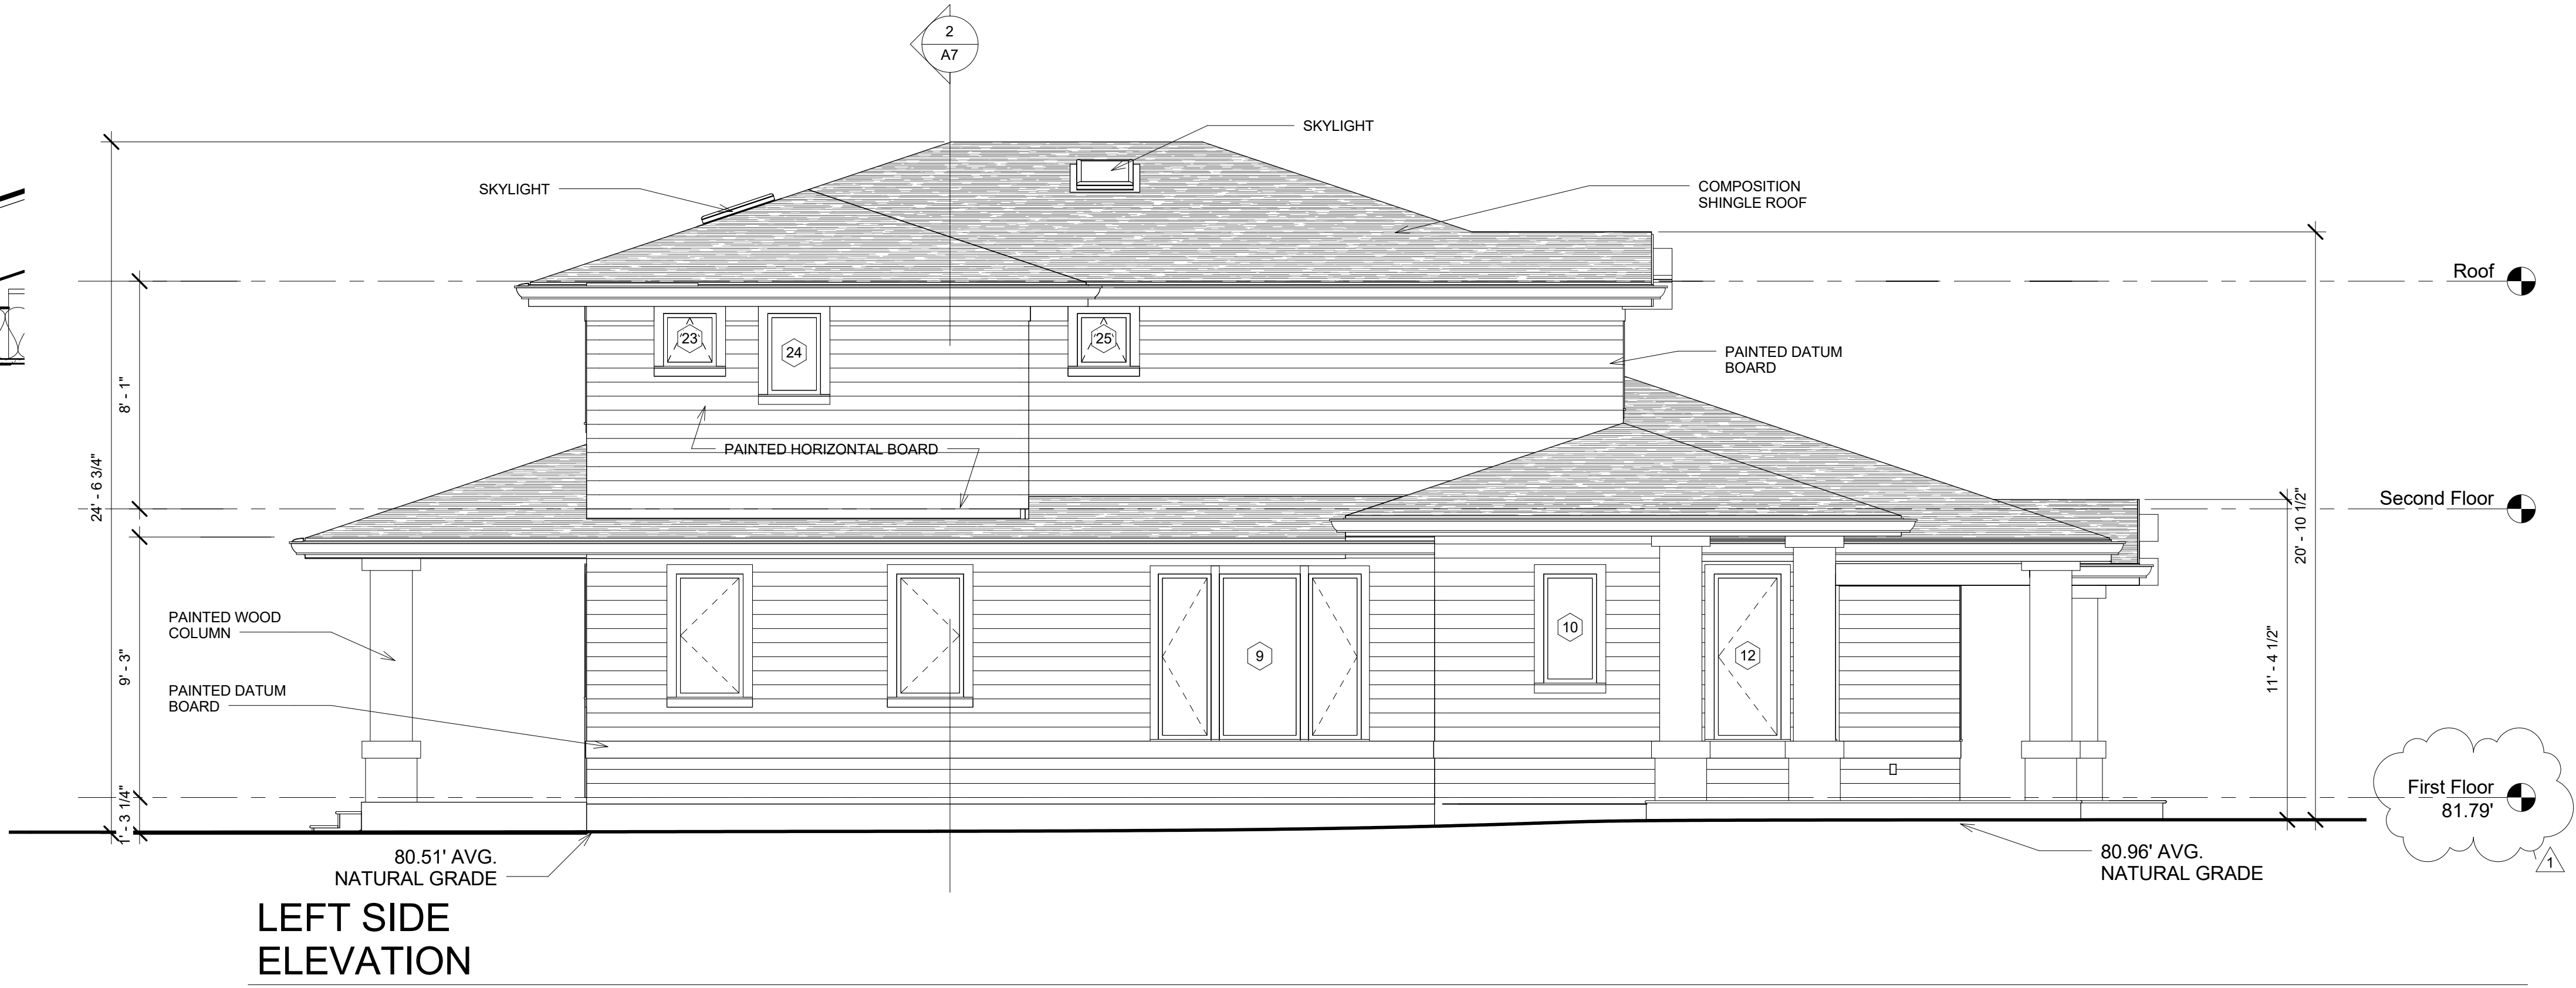 2
A7
SKYLIGHT
SKYLIGHT
COMPOSITION
SHINGLE ROOF
Roof
23
24
25
PAINTED DATUM
BOARD
8' - 1"
PAINTED HORIZONTAL BOARD
24' - 6 3/4"
Second Floor
20' - 10 1/2"
PAINTED WOOD
COLUMN
9' - 3"
9
10
12
11' - 4 1/2"
PAINTED DATUM
BOARD
1' - 3 1/4"
First Floor
81.79'
1
80.51' AVG.
NATURAL GRADE
80.96' AVG.
NATURAL GRADE
LEFT SIDE
ELEVATION